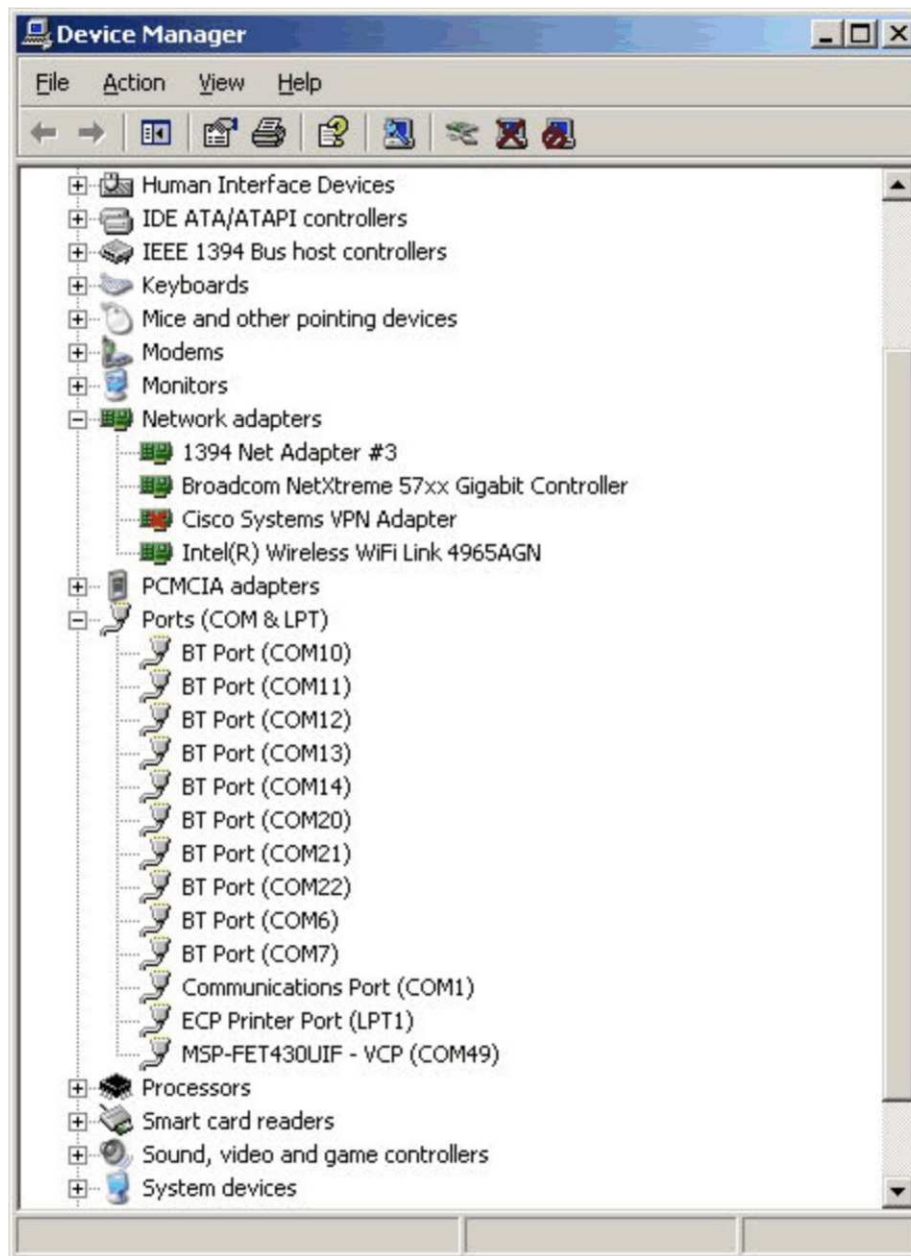 Device Manager
File Action View Help
Human Interface Devices
IDE ATA/ATAPI controllers
IEEE 1394 Bus host controllers
Keyboards
Mice and other pointing devices
Modems
Monitors
Network adapters
1394 Net Adapter #3
Broadcom NetXtreme 57xx Gigabit Controller
Cisco Systems VPN Adapter
Intel(R) Wireless WiFi Link 4965AGN
PCMCIA adapters
Ports (COM & LPT)
BT Port (COM10)
BT Port (COM11)
BT Port (COM12)
BT Port (COM13)
BT Port (COM14)
BT Port (COM20)
BT Port (COM21)
BT Port (COM22)
BT Port (COM6)
BT Port (COM7)
Communications Port (COM1)
ECP Printer Port (LPT1)
MSP-FET430UIF - VCP (COM49)
Processors
Smart card readers
Sound, video and game controllers
System devices